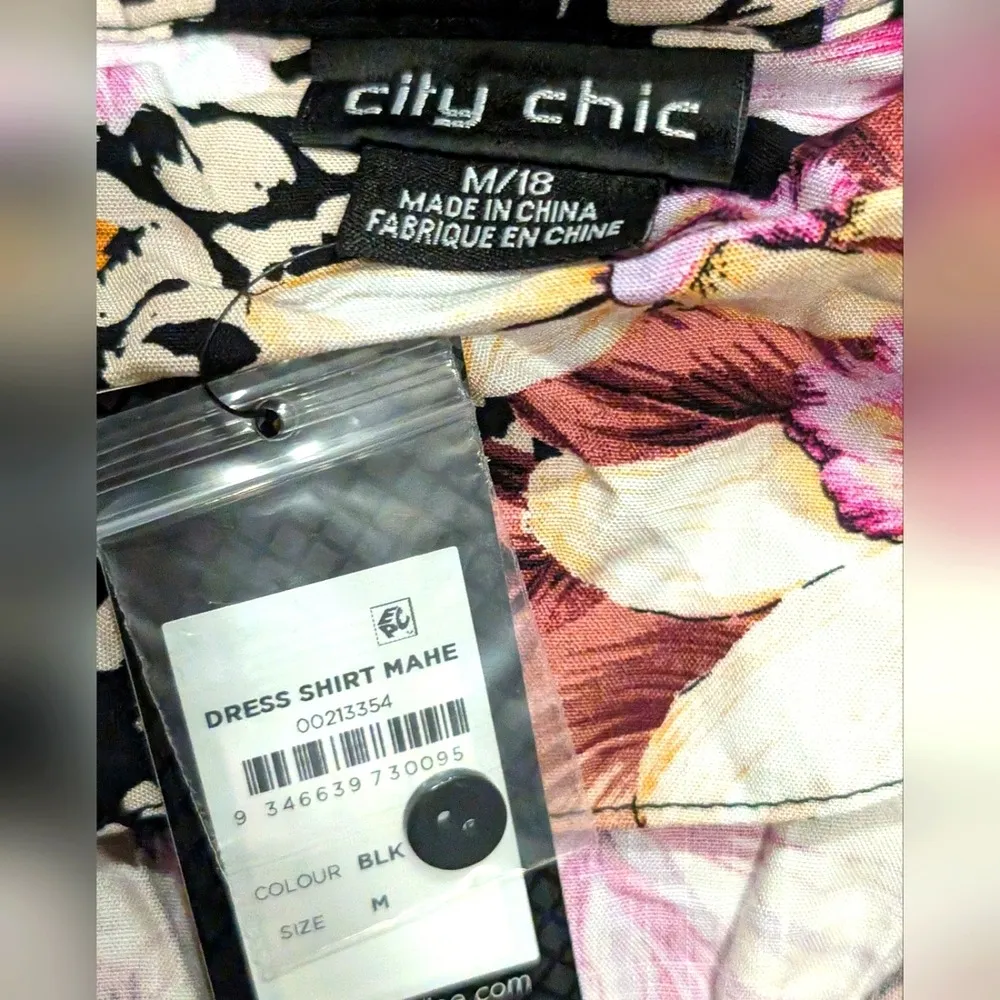 city chic
M/18
MADE IN CHINA
FABRIQUE EN CHINE
DRESS SHIRT MAHE
00213354
9 346639 730095
COLOUR BLK
SIZE M
.com